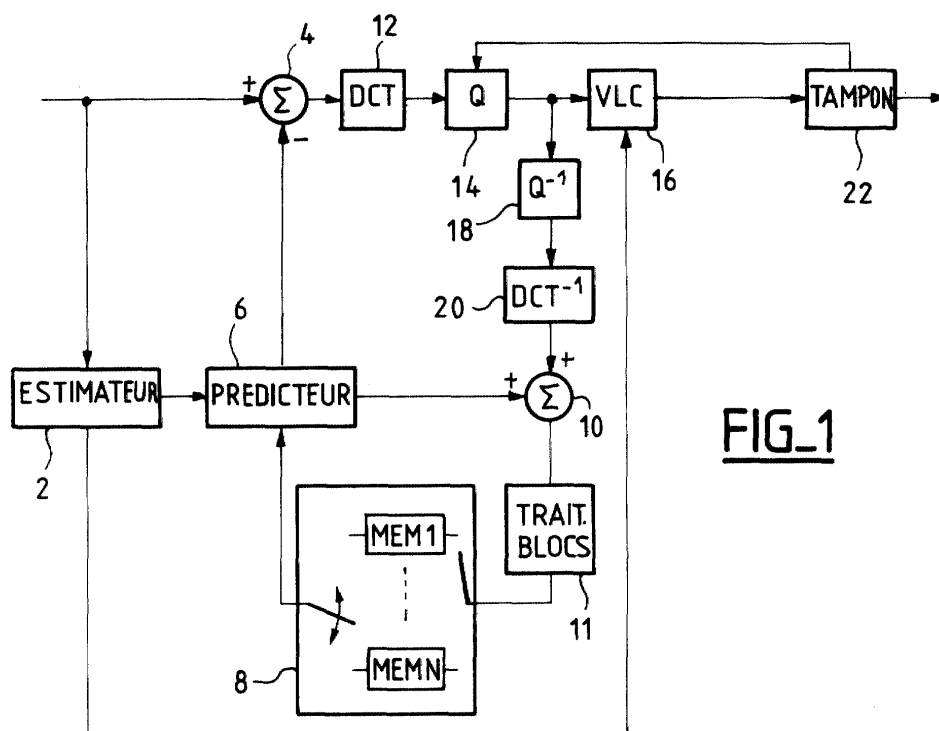 12
4
+
Σ
DCT
Q
VLC
TAMPON
-
14
16
22
Q⁻¹
18
DCT⁻¹
20
6
+
ESTIMATEUR
PREDICTEUR
+
Σ
10
2
FIG_1
MEM1
TRAIT.
BLOCS
11
8
MEMN